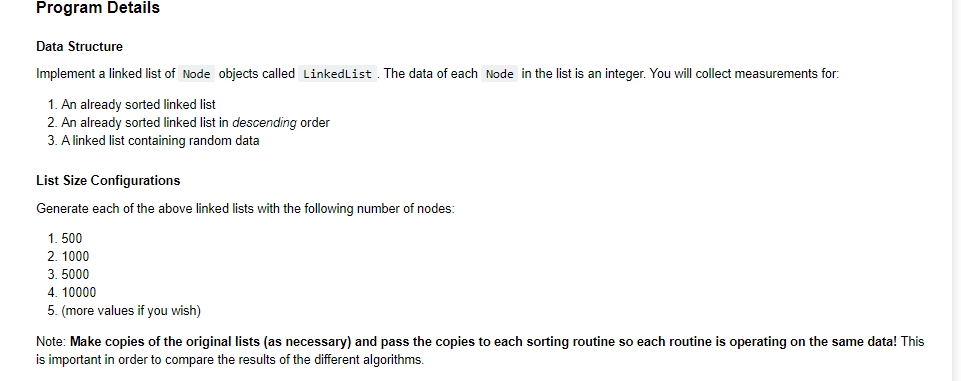 Program Details
Data Structure
Implement a linked list of Node objects called LinkedList . The data of each Node in the list is an integer. You will collect measurements for:
1. An already sorted linked list
2. An already sorted linked list in descending order
3. A linked list containing random data
List Size Configurations
Generate each of the above linked lists with the following number of nodes:
1. 500
2. 1000
3. 5000
4. 10000
5. (more values if you wish)
Note: Make copies of the original lists (as necessary) and pass the copies to each sorting routine so each routine is operating on the same data! This
is important in order to compare the results of the different algorithms.